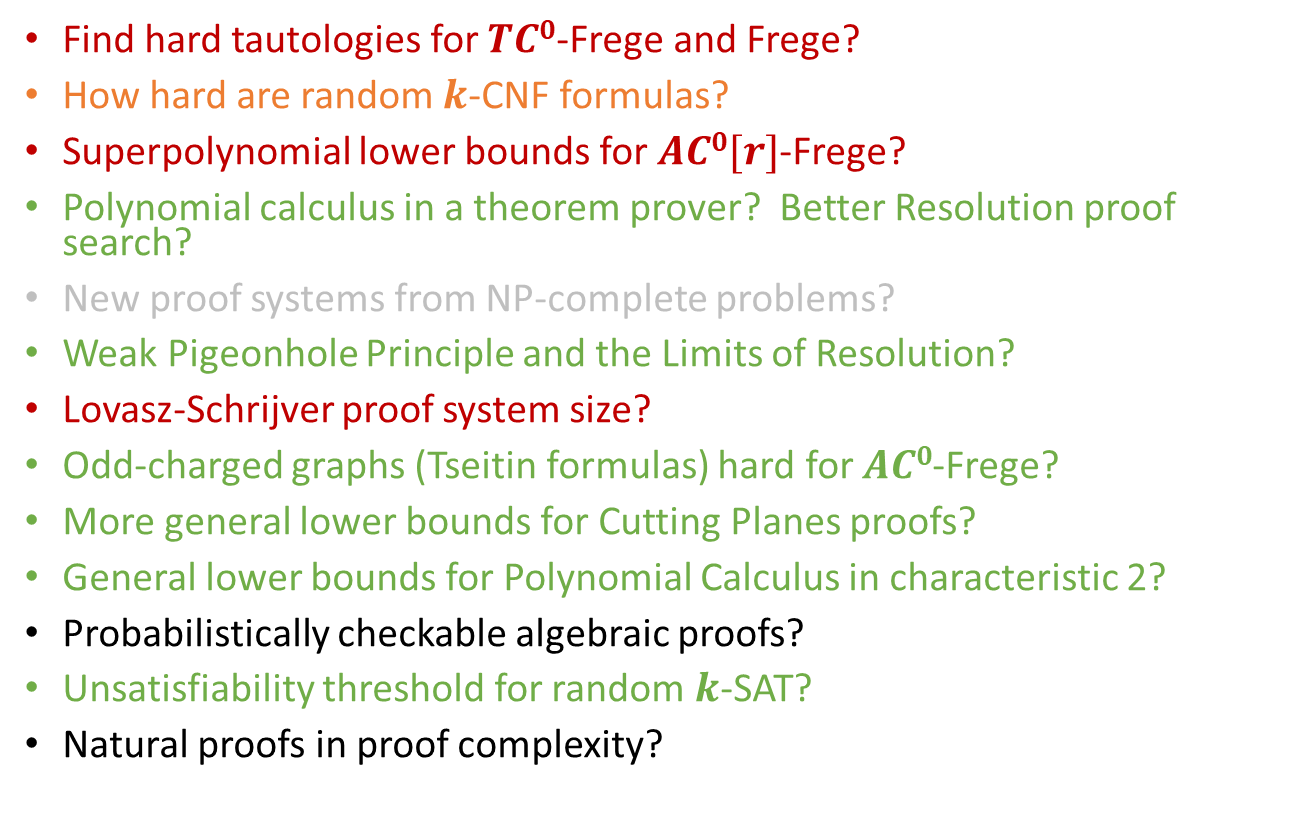 • Find hard tautologies for TC⁰-Frege and Frege?
• How hard are random k-CNF formulas?
• Superpolynomial lower bounds for AC⁰[r]-Frege?
• Polynomial calculus in a theorem prover?  Better Resolution proof
search?
• New proof systems from NP-complete problems?
• Weak Pigeonhole Principle and the Limits of Resolution?
• Lovasz-Schrijver proof system size?
• Odd-charged graphs (Tseitin formulas) hard for AC⁰-Frege?
• More general lower bounds for Cutting Planes proofs?
• General lower bounds for Polynomial Calculus in characteristic 2?
• Probabilistically checkable algebraic proofs?
• Unsatisfiability threshold for random k-SAT?
• Natural proofs in proof complexity?